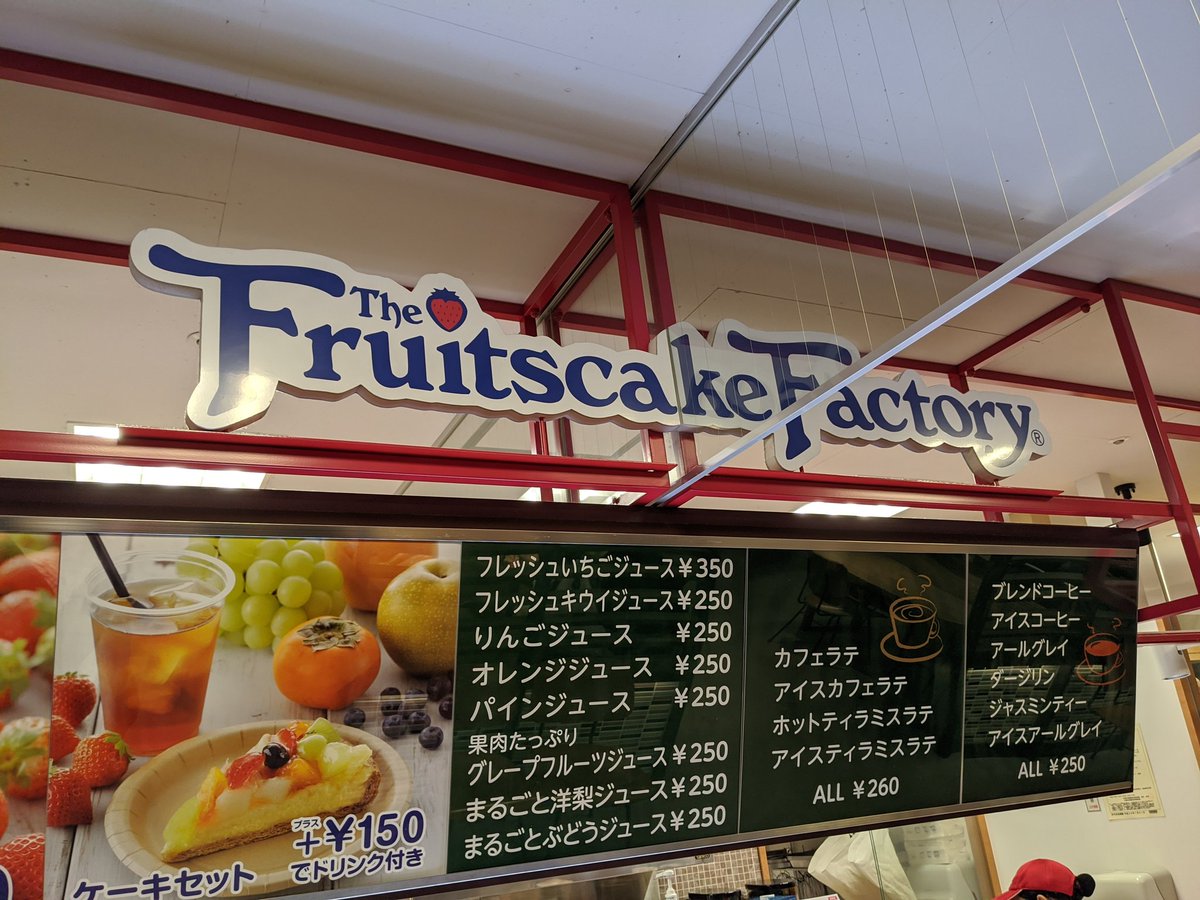 The
Fruitscake Factory®
フレッシュいちごジュース ¥350
フレッシュキウイジュース ¥250
りんごジュース ¥250
オレンジジュース ¥250
パインジュース ¥250
果肉たっぷり
グレープフルーツジュース ¥250
まるごと洋梨ジュース ¥250
まるごとぶどうジュース ¥250
カフェラテ
アイスカフェラテ
ホットティラミスラテ
アイスティラミスラテ
ALL ¥260
ブレンドコーヒー
アイスコーヒー
アールグレイ
ダージリン
ジャスミンティー
アイスアールグレイ
ALL ¥250
ケーキセット
プラス
+¥150
でドリンク付き